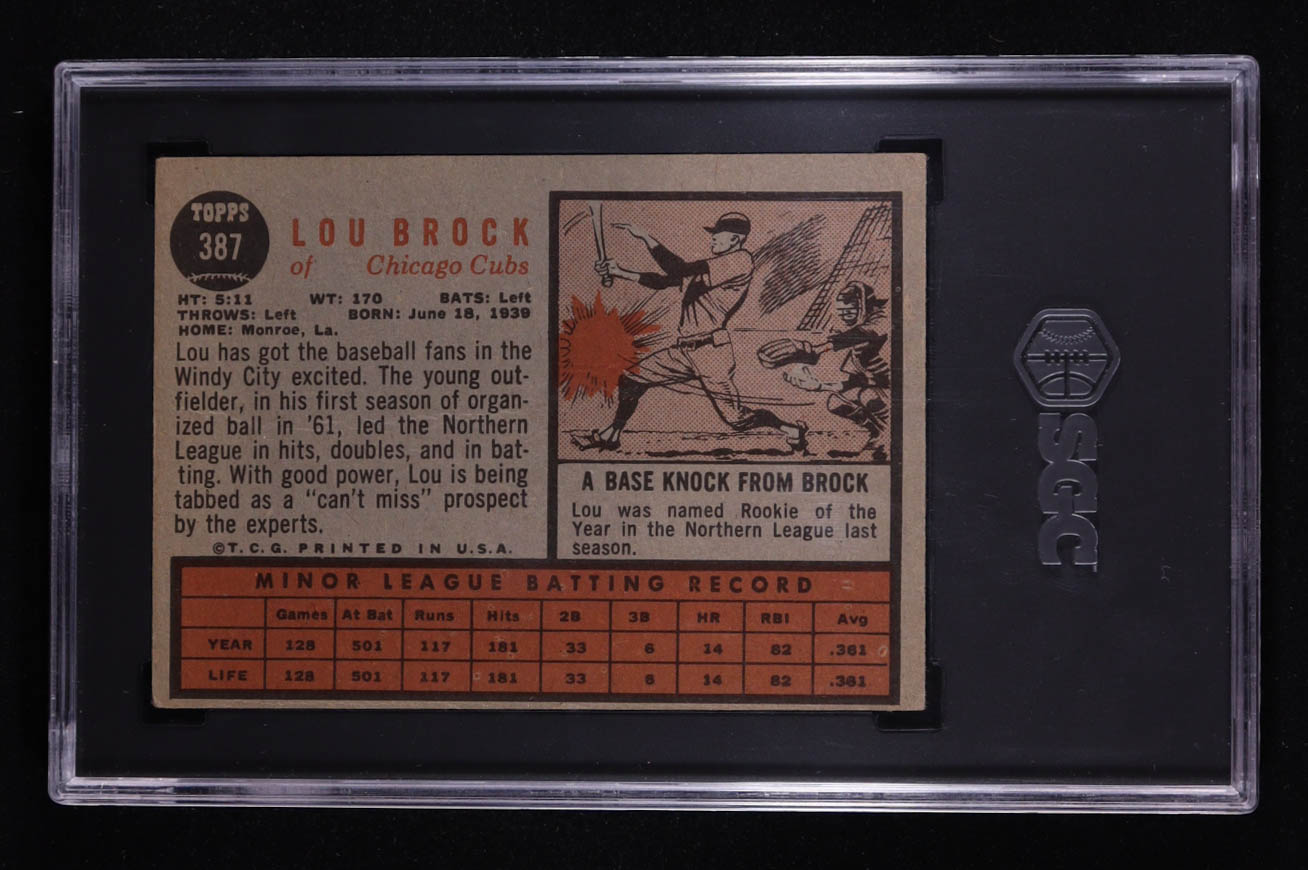 TOPPS
387
LOU BROCK
of Chicago Cubs
HT: 5:11 WT: 170 BATS: Left
THROWS: Left BORN: June 18, 1939
HOME: Monroe, La.
Lou has got the baseball fans in the
Windy City excited. The young out-
fielder, in his first season of organ-
ized ball in '61, led the Northern
League in hits, doubles, and in bat-
ting. With good power, Lou is being
tabbed as a "can't miss" prospect
by the experts.
©T.C.G. PRINTED IN U.S.A.
A BASE KNOCK FROM BROCK
Lou was named Rookie of the
Year in the Northern League last
season.
MINOR LEAGUE BATTING RECORD
Games At Bat Runs Hits 2B 3B HR RBI Avg
YEAR 128 501 117 181 33 6 14 82 .361
LIFE 128 501 117 181 33 6 14 82 .361
SGC